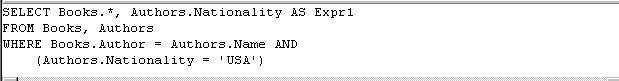 SELECT Books.*, Authors.Nationality AS Expr1
FROM Books, Authors
WHERE Books.Author = Authors.Name AND
(Authors.Nationality = 'USA')